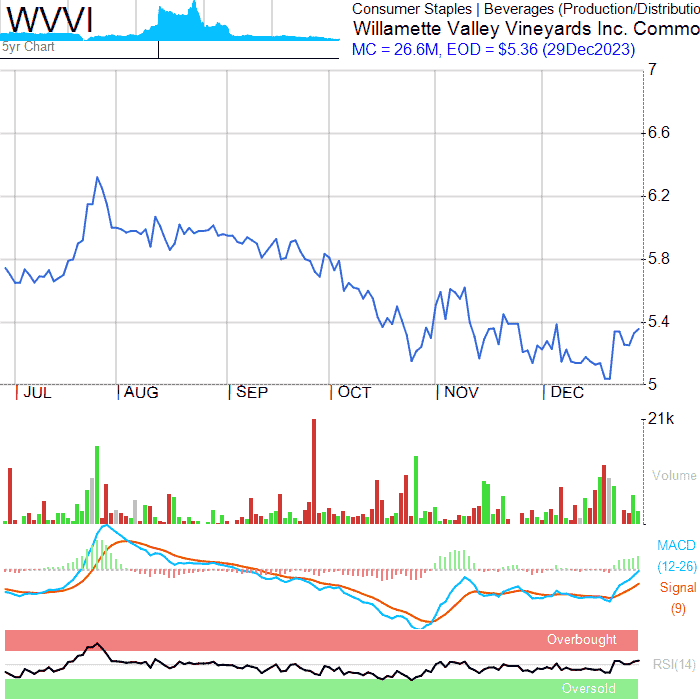 WVVI
5yr Chart
Consumer Staples | Beverages (Production/Distributio
Willamette Valley Vineyards Inc. Commo
MC = 26.6M, EOD = $5.36 (29Dec2023)
7
6.6
6.2
5.8
5.4
5
JUL AUG SEP OCT NOV DEC
21k
Volume
MACD
(12-26)
Signal
(9)
Overbought
RSI(14)
Oversold